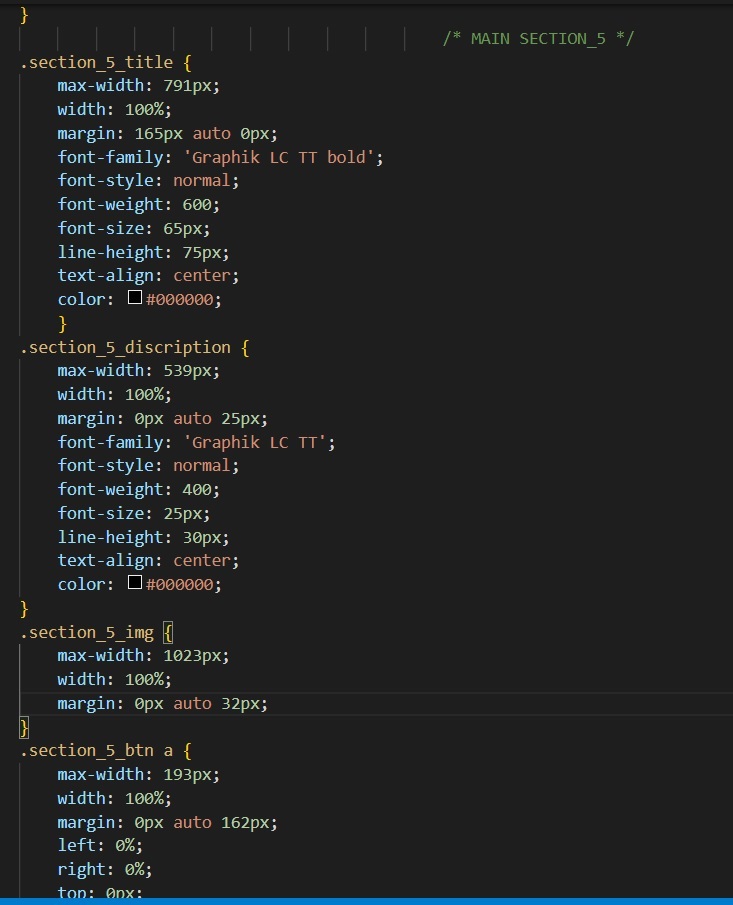 }
/* MAIN SECTION_5 */
.section_5_title {
max-width: 791px;
width: 100%;
margin: 165px auto 0px;
font-family: 'Graphik LC TT bold';
font-style: normal;
font-weight: 600;
font-size: 65px;
line-height: 75px;
text-align: center;
color: #000000;
}
.section_5_discription {
max-width: 539px;
width: 100%;
margin: 0px auto 25px;
font-family: 'Graphik LC TT';
font-style: normal;
font-weight: 400;
font-size: 25px;
line-height: 30px;
text-align: center;
color: #000000;
}
.section_5_img {
max-width: 1023px;
width: 100%;
margin: 0px auto 32px;
}
.section_5_btn a {
max-width: 193px;
width: 100%;
margin: 0px auto 162px;
left: 0%;
right: 0%;
top: 0px;